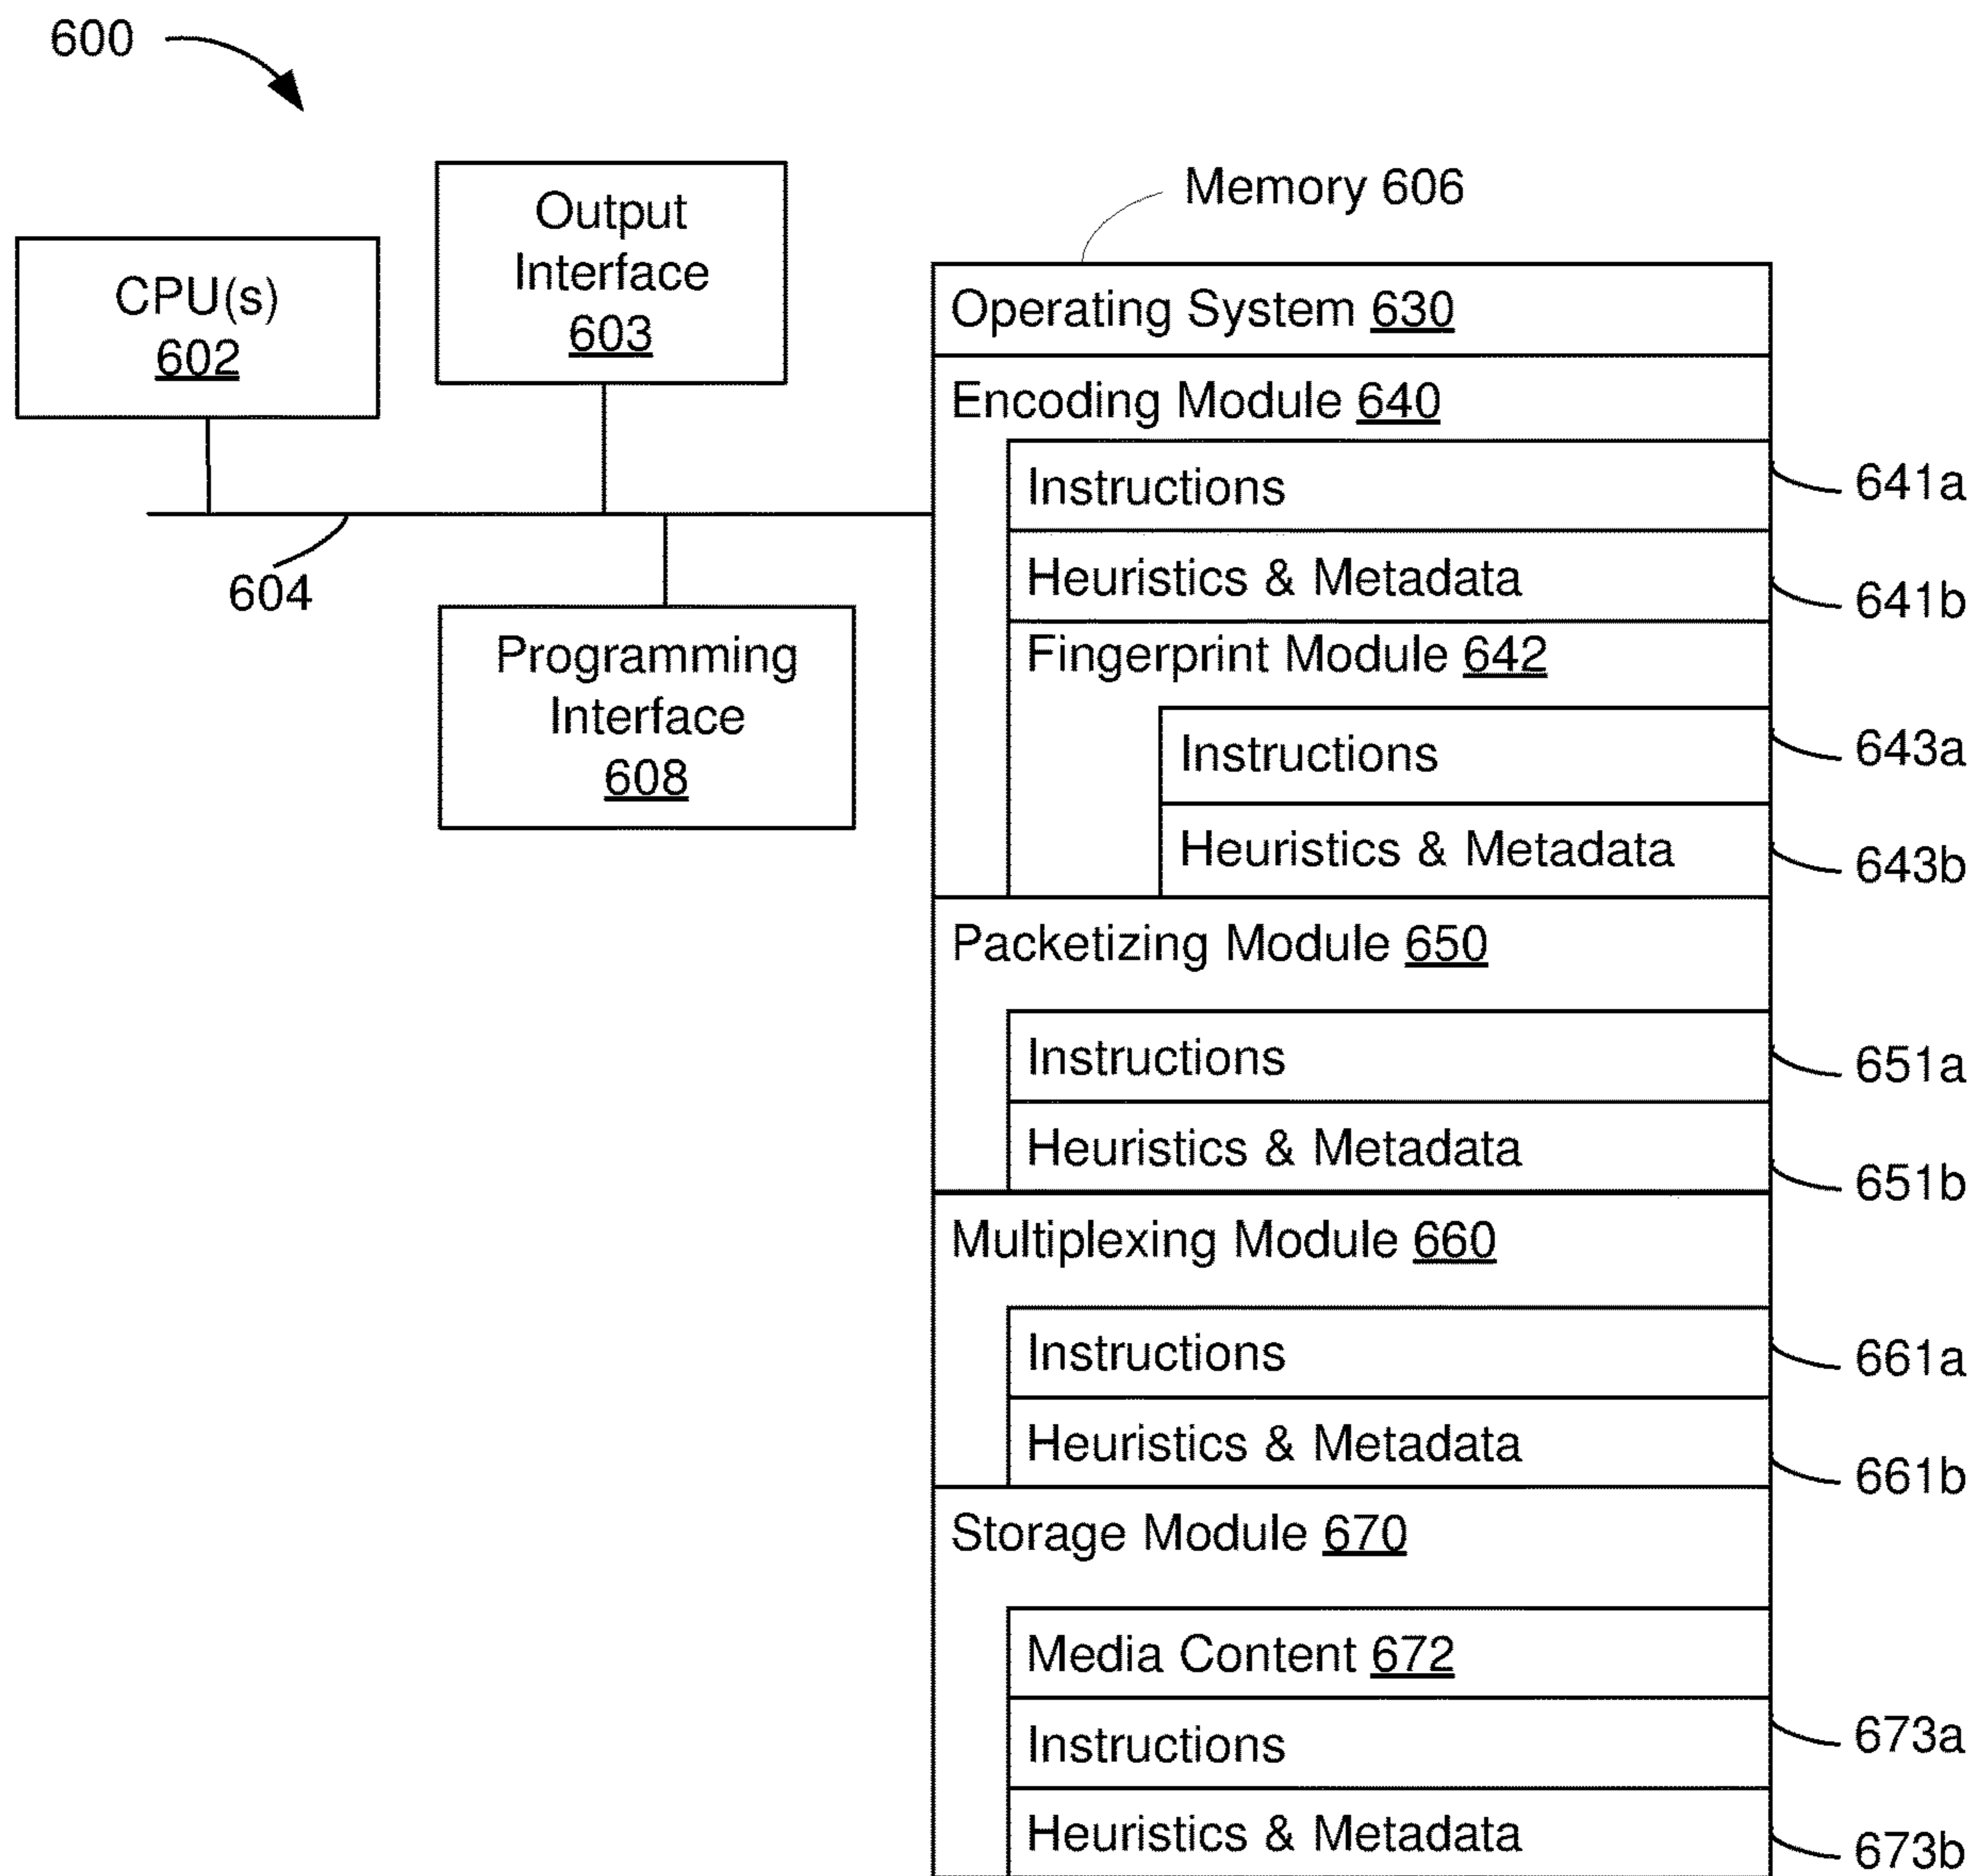 600
Output
Interface
603
CPU(s)
602
604
Programming
Interface
608
Memory 606
Operating System 630
Encoding Module 640
Instructions
641a
Heuristics & Metadata
641b
Fingerprint Module 642
Instructions
643a
Heuristics & Metadata
643b
Packetizing Module 650
Instructions
651a
Heuristics & Metadata
651b
Multiplexing Module 660
Instructions
661a
Heuristics & Metadata
661b
Storage Module 670
Media Content 672
Instructions
673a
Heuristics & Metadata
673b